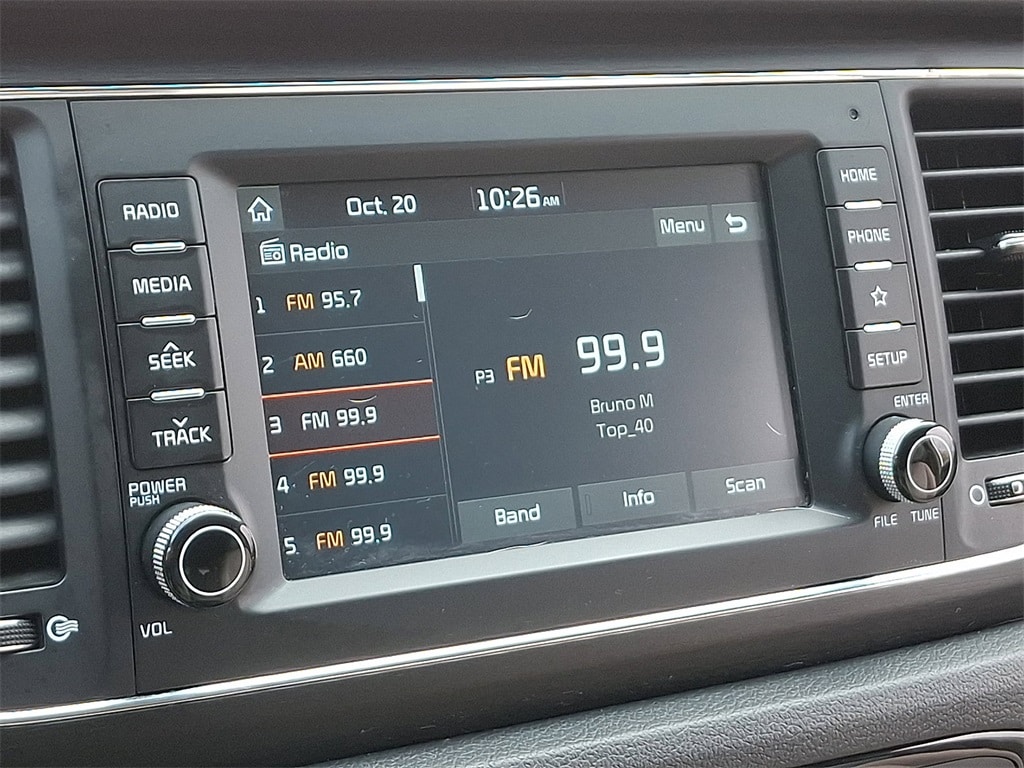 RADIO
MEDIA
SEEK
TRACK
POWER
PUSH
VOL
Oct. 20 10:26 AM
Radio Menu
1 FM 95.7
2 AM 660
3 FM 99.9
4 FM 99.9
5 FM 99.9
P3 FM 99.9
Bruno M
Top_40
Band Info Scan
HOME
PHONE
SETUP
ENTER
FILE TUNE